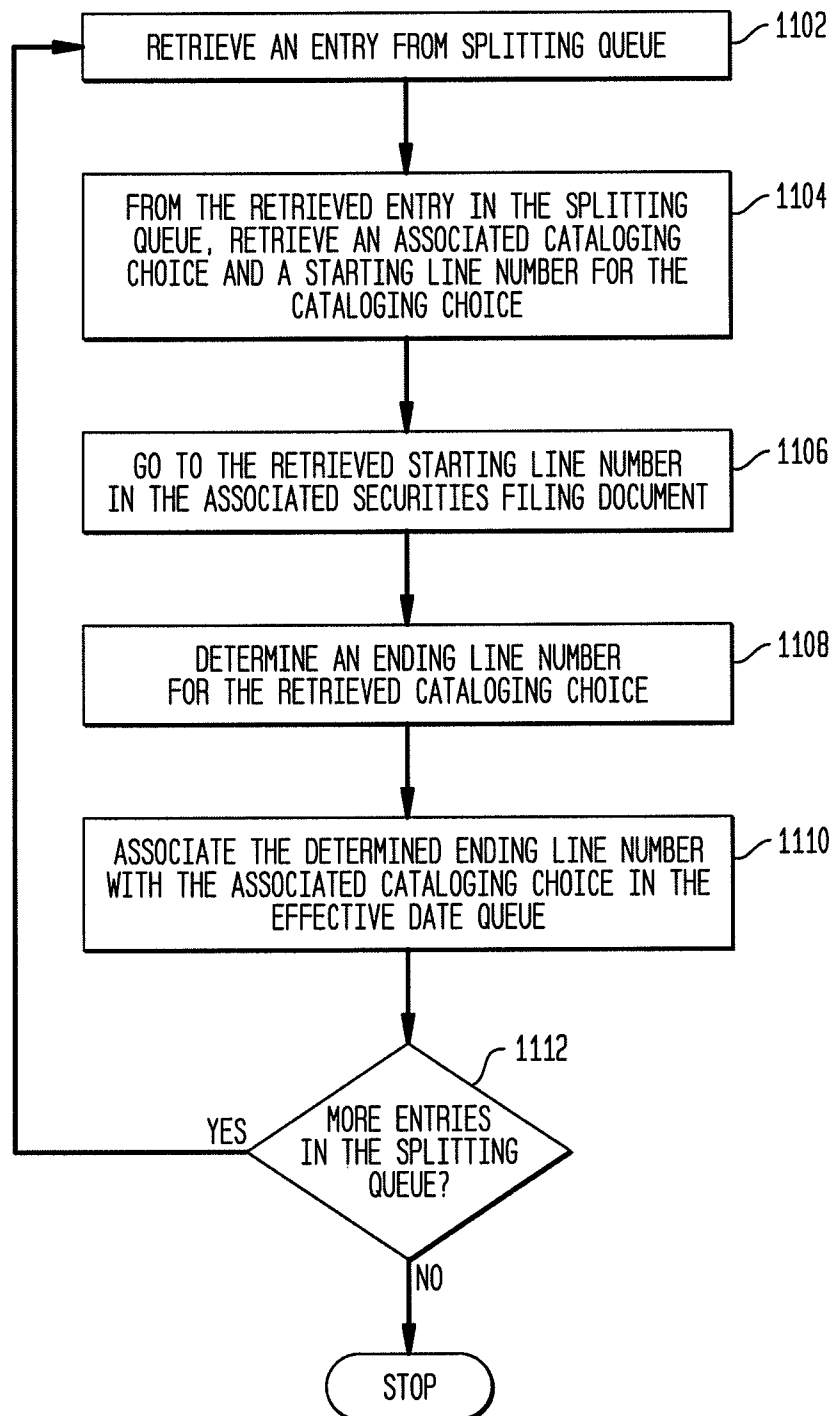 RETRIEVE AN ENTRY FROM SPLITTING QUEUE
1102
FROM THE RETRIEVED ENTRY IN THE SPLITTING
QUEUE, RETRIEVE AN ASSOCIATED CATALOGING
CHOICE AND A STARTING LINE NUMBER FOR THE
CATALOGING CHOICE
1104
GO TO THE RETRIEVED STARTING LINE NUMBER
IN THE ASSOCIATED SECURITIES FILING DOCUMENT
1106
DETERMINE AN ENDING LINE NUMBER
FOR THE RETRIEVED CATALOGING CHOICE
1108
ASSOCIATE THE DETERMINED ENDING LINE NUMBER
WITH THE ASSOCIATED CATALOGING CHOICE IN THE
EFFECTIVE DATE QUEUE
1110
1112
MORE ENTRIES
IN THE SPLITTING
QUEUE?
YES
NO
STOP